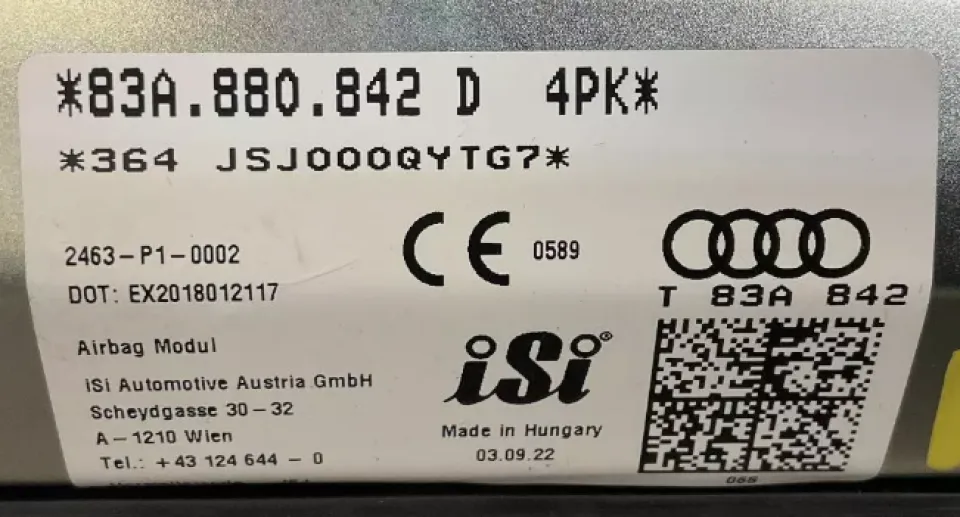 *83A.880.842 D 4PK*
*364 JSJ000QYTG7*
2463-P1-0002
DOT: EX2018012117
CE 0589
T 83A 842
Airbag Modul
iSi Automotive Austria GmbH
Scheydgasse 30-32
A-1210 Wien
Tel.: +43 124 644 - 0
iSi®
Made in Hungary
03.09.22